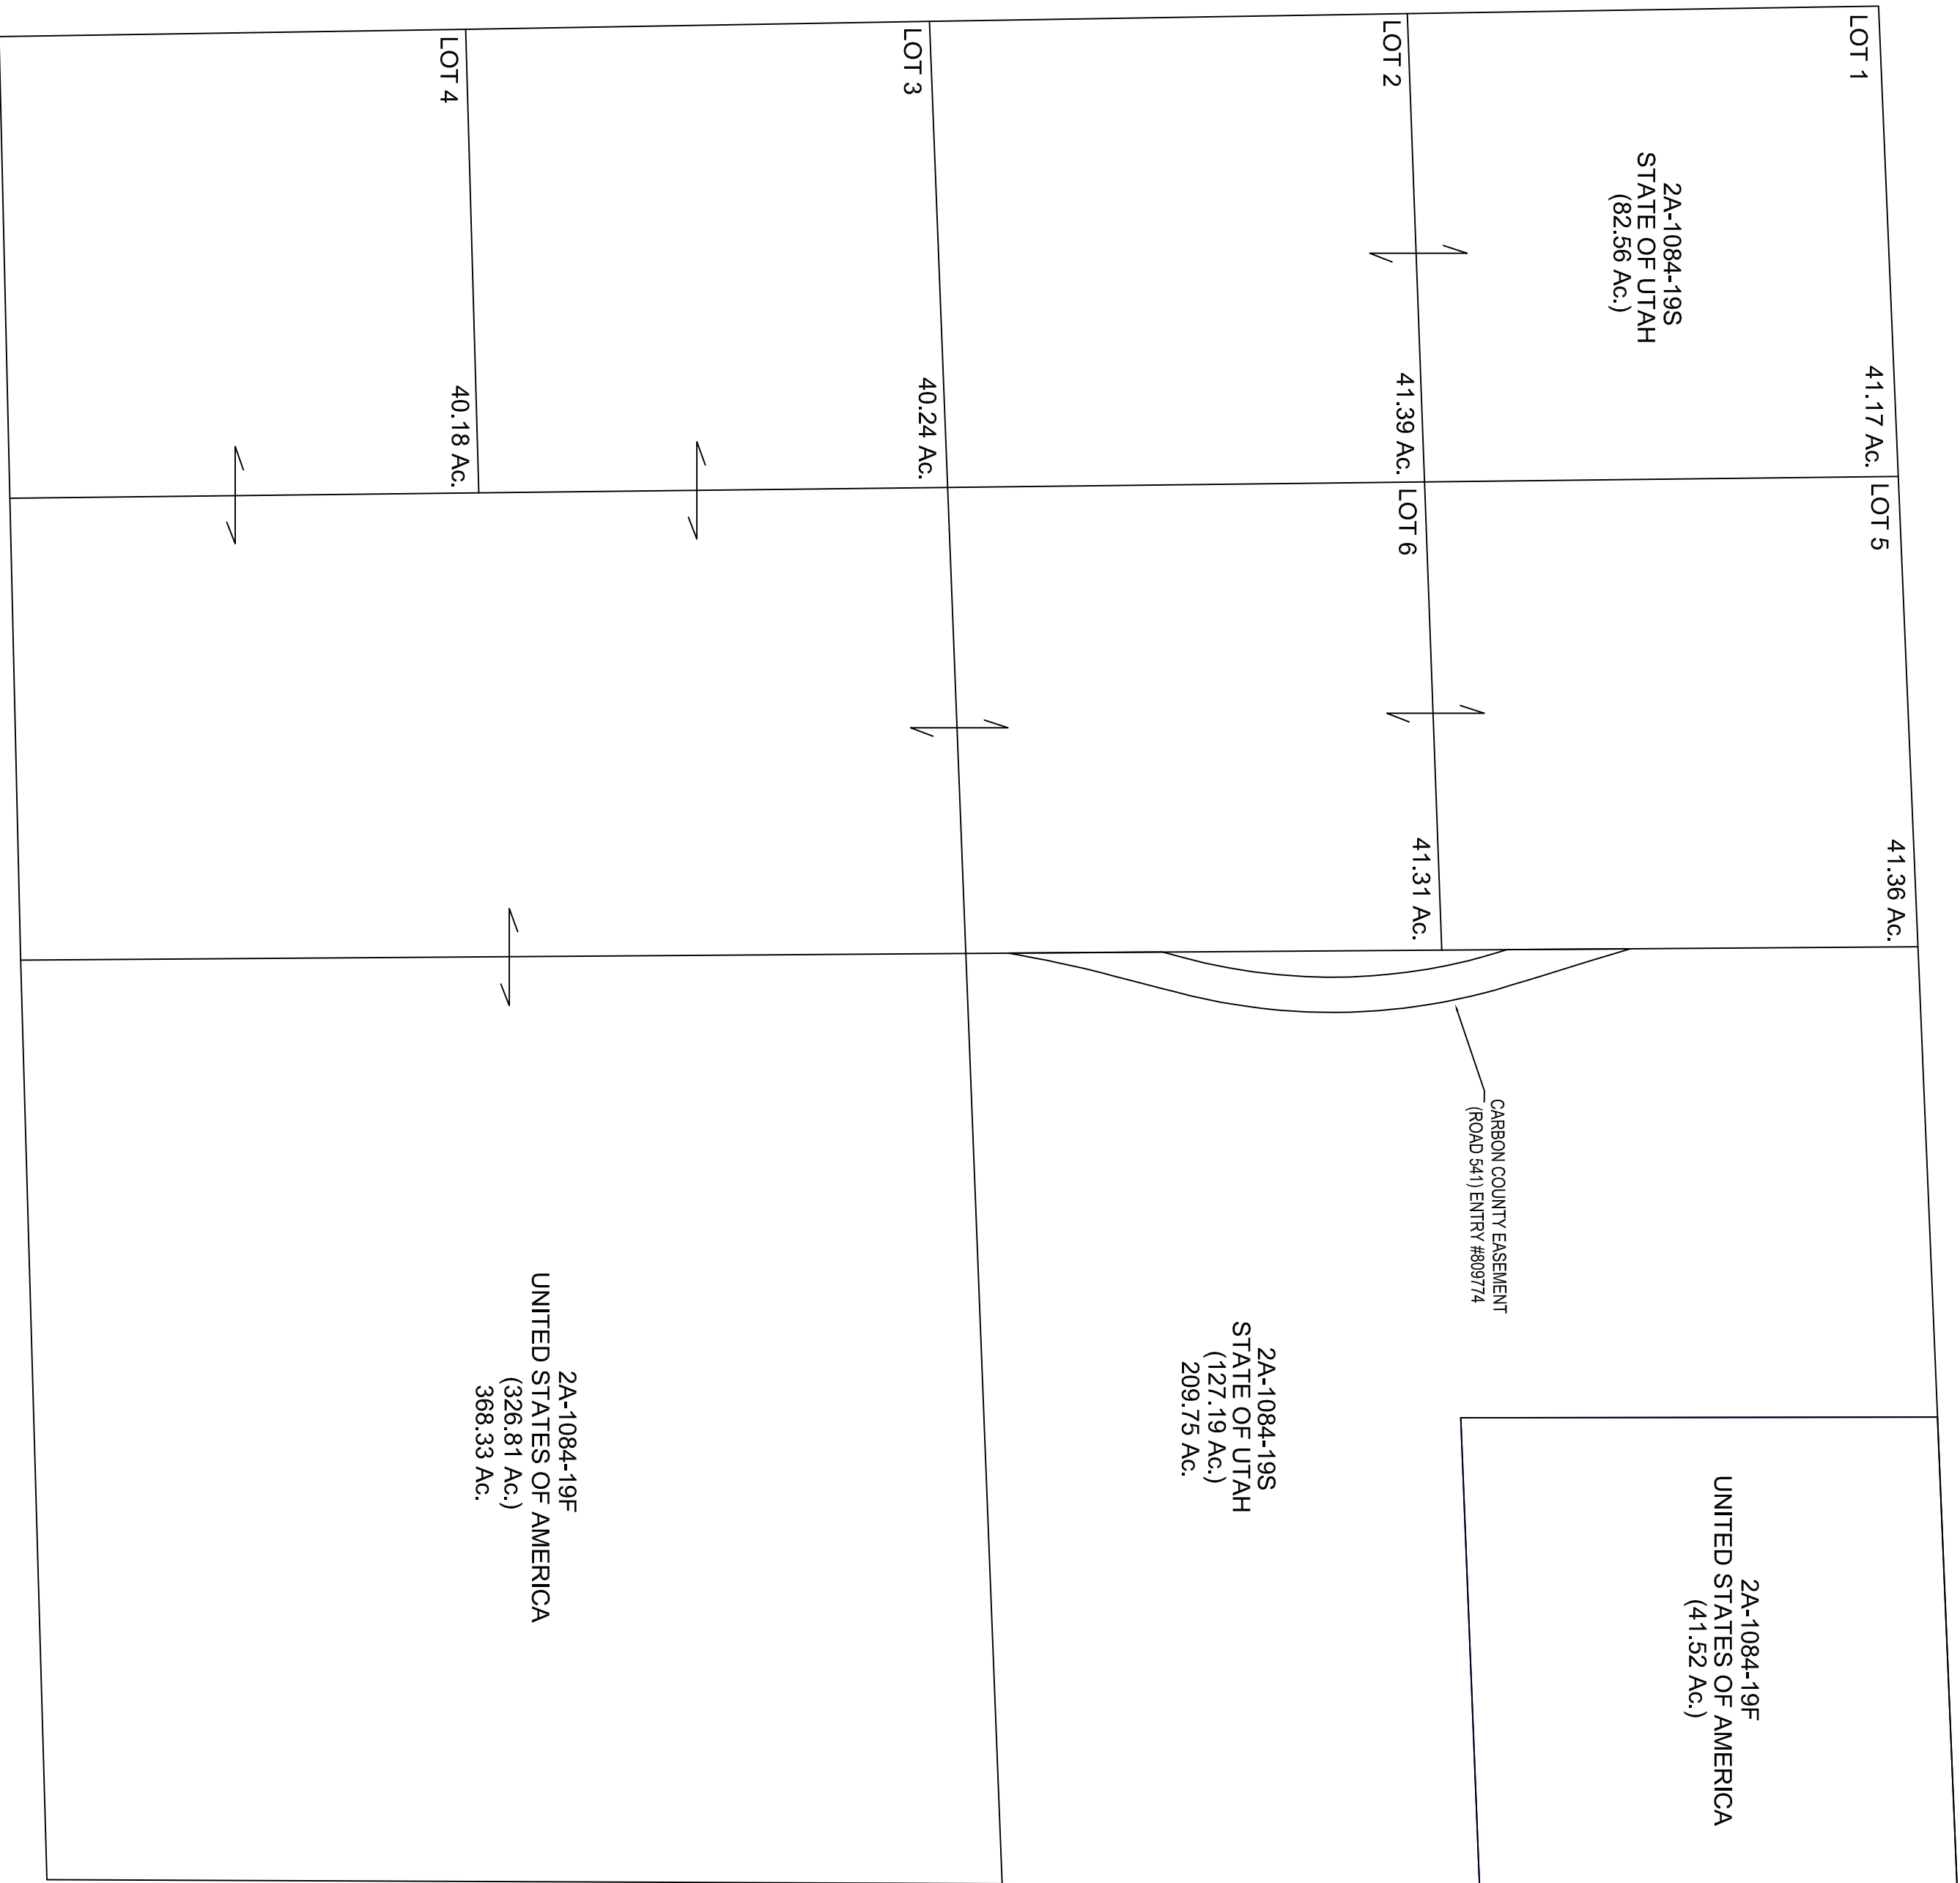 LOT 1
41.17 Ac.
LOT 5
41.36 Ac.
2A-1084-19S
STATE OF UTAH
(82.56 Ac.)
2A-1084-19F
UNITED STATES OF AMERICA
(41.52 Ac.)
LOT 2
41.39 Ac.
LOT 6
41.31 Ac.
CARBON COUNTY EASEMENT
(ROAD 541) ENTRY #809774
2A-1084-19S
STATE OF UTAH
(127.19 Ac.)
209.75 Ac.
LOT 3
40.24 Ac.
2A-1084-19F
UNITED STATES OF AMERICA
(326.81 Ac.)
368.33 Ac.
LOT 4
40.18 Ac.